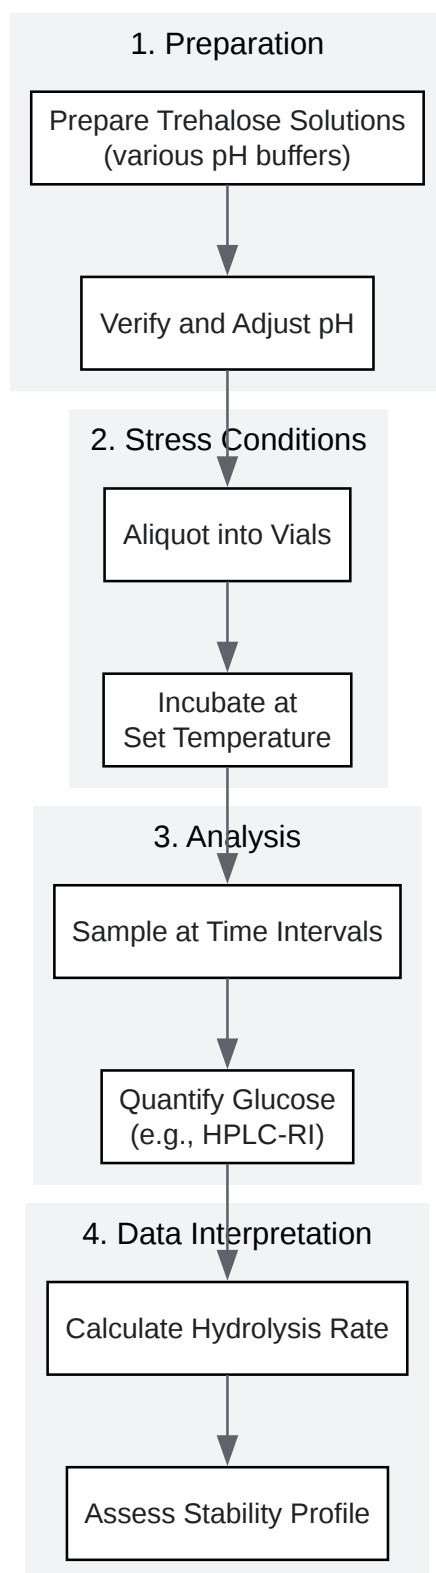 1. Preparation
Prepare Trehalose Solutions
(various pH buffers)
Verify and Adjust pH
2. Stress Conditions
Aliquot into Vials
Incubate at
Set Temperature
3. Analysis
Sample at Time Intervals
Quantify Glucose
(e.g., HPLC-RI)
4. Data Interpretation
Calculate Hydrolysis Rate
Assess Stability Profile